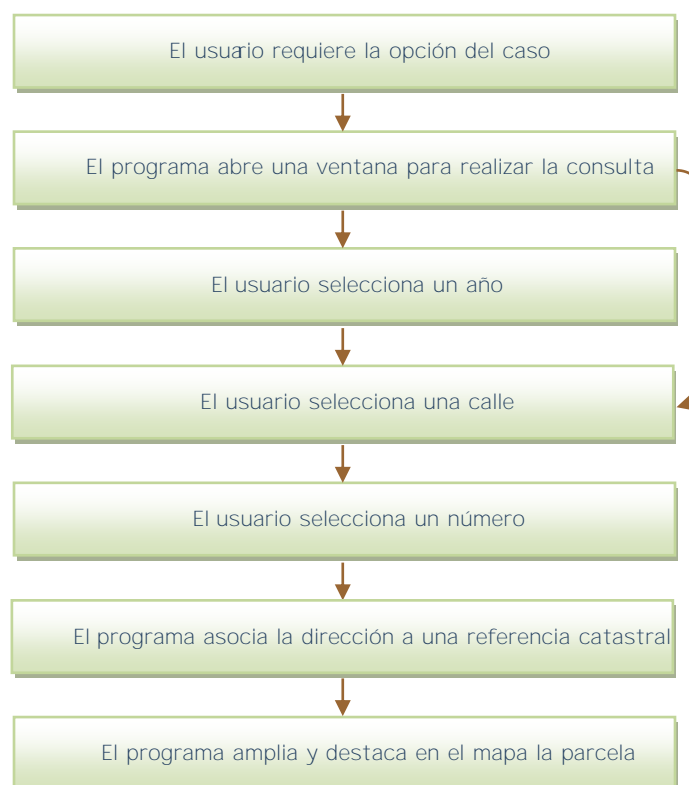 El usuario requiere la opción del caso
El programa abre una ventana para realizar la consulta
El usuario selecciona un año
El usuario selecciona una calle
El usuario selecciona un número
El programa asocia la dirección a una referencia catastral
El programa amplia y destaca en el mapa la parcela